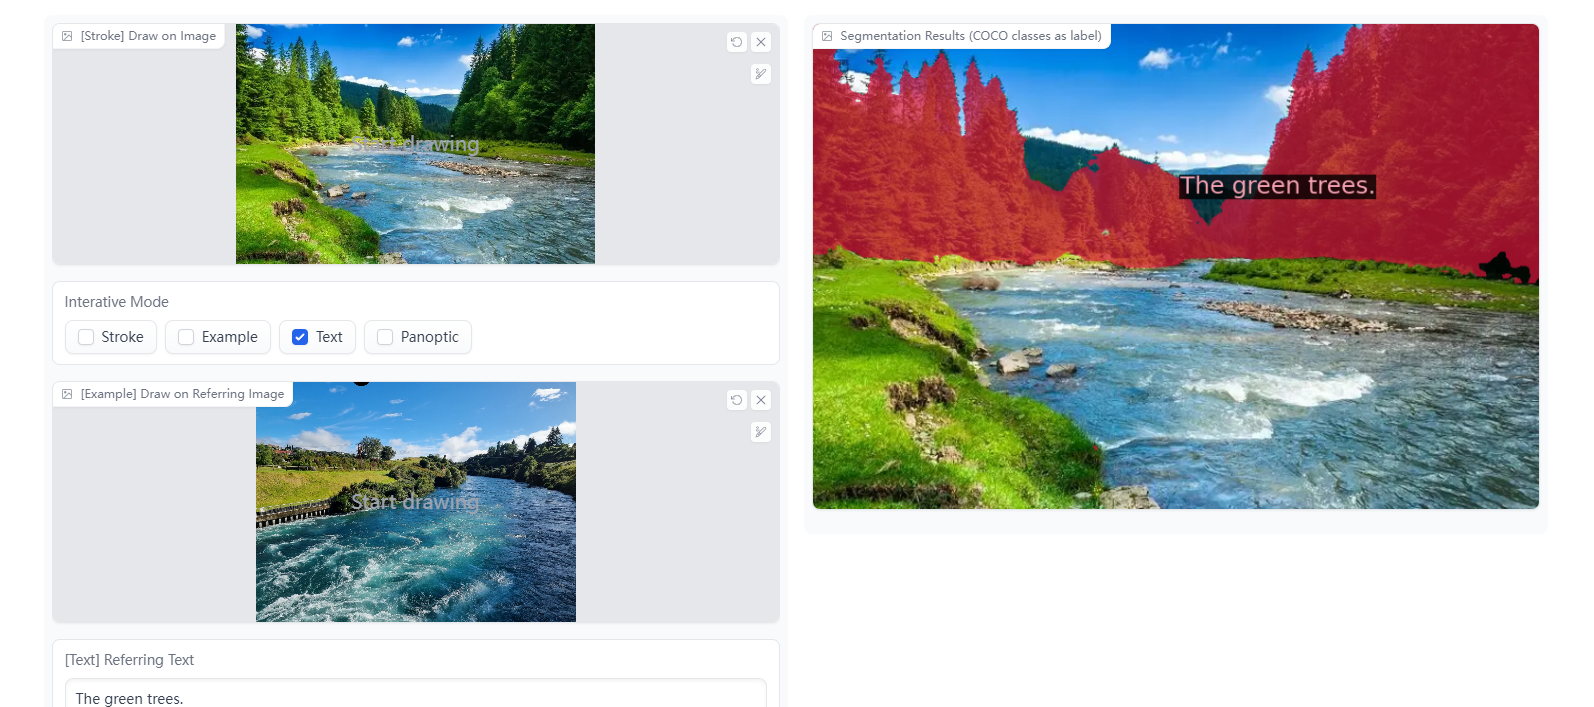 [Stroke] Draw on Image
Start drawing
Interative Mode
Stroke
Example
Text
Panoptic
[Example] Draw on Referring Image
Start drawing
[Text] Referring Text
The green trees.
Segmentation Results (COCO classes as label)
The green trees.